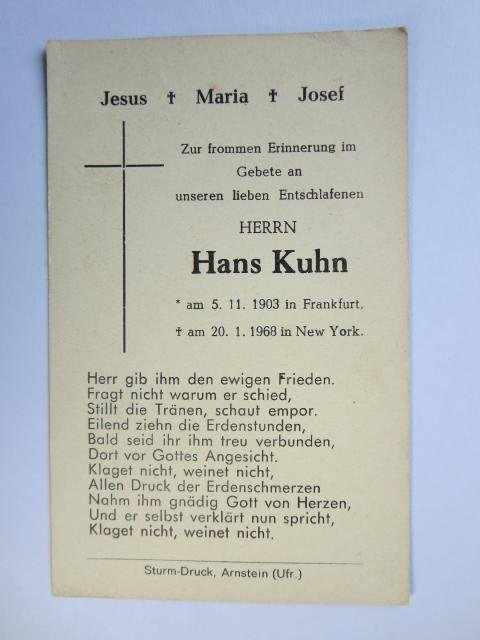 Jesus ✝ Maria ✝ Josef
Zur frommen Erinnerung im
Gebete an
unseren lieben Entschlafenen
HERRN
Hans Kuhn
* am 5. 11. 1903 in Frankfurt,
✝ am 20. 1. 1968 in New York.
Herr gib ihm den ewigen Frieden.
Fragt nicht warum er schied,
Stillt die Tränen, schaut empor.
Eilend ziehn die Erdenstunden,
Bald seid ihr ihm treu verbunden,
Dort vor Gottes Angesicht.
Klaget nicht, weinet nicht,
Allen Druck der Erdenschmerzen
Nahm ihm gnädig Gott von Herzen,
Und er selbst verklärt nun spricht,
Klaget nicht, weinet nicht.
Sturm-Druck, Arnstein (Ufr.)